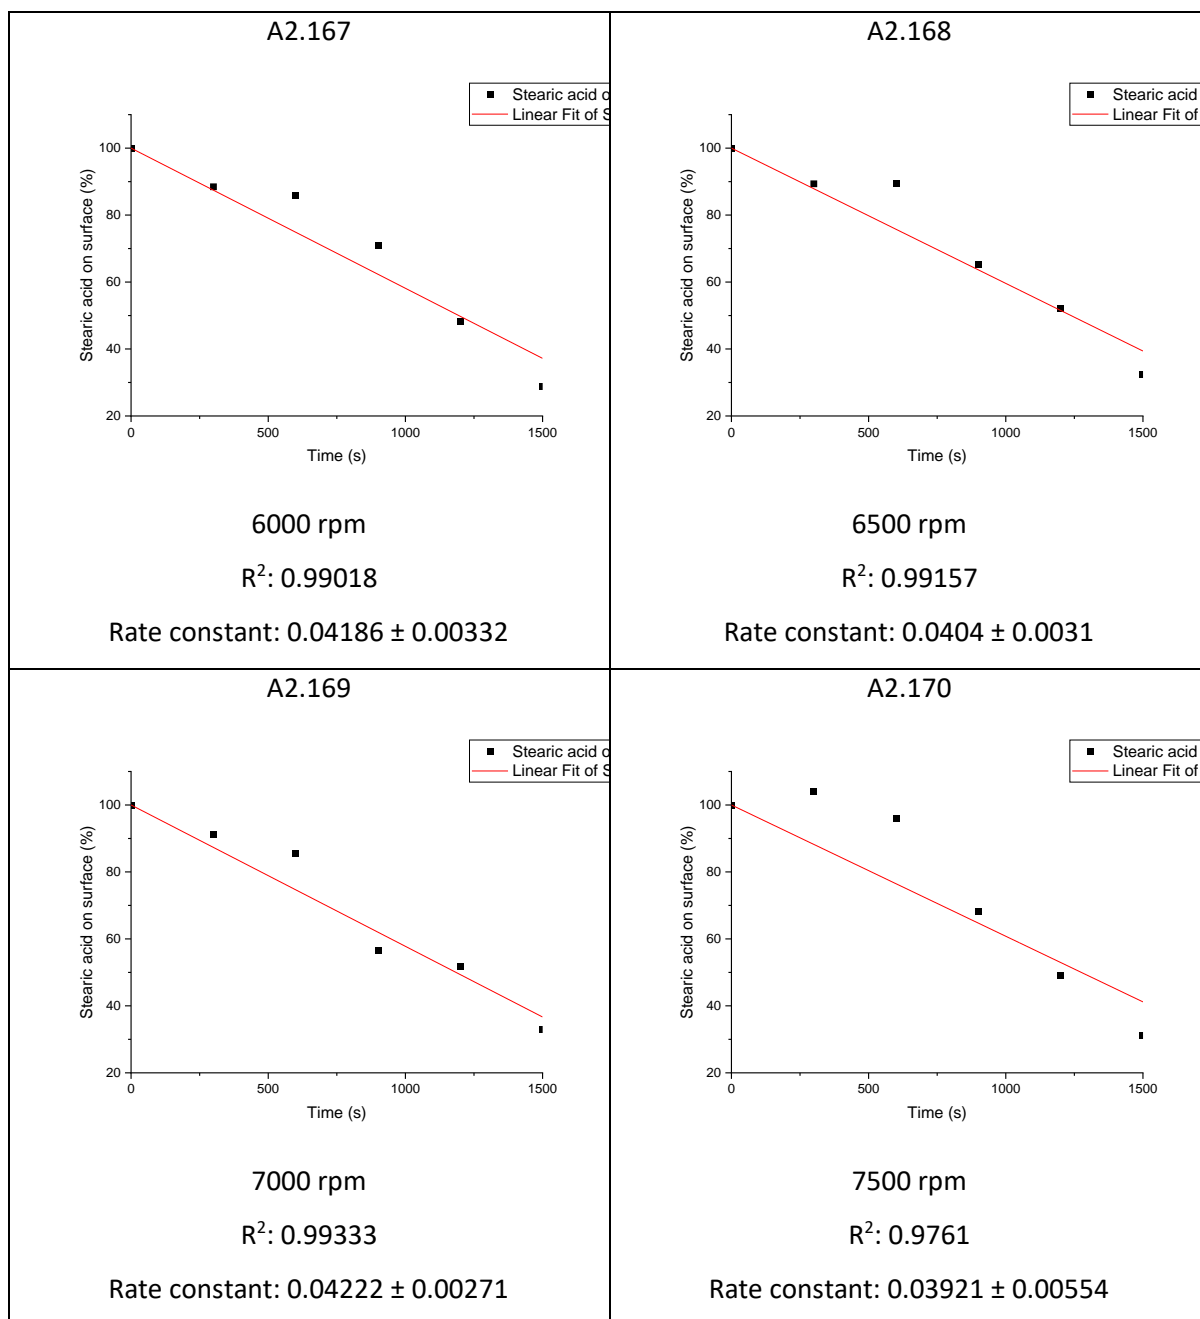 A2.167
Stearic acid o
Linear Fit of S
100
80
60
40
20
0
500
1000
1500
Stearic acid on surface (%)
Time (s)
6000 rpm
R²: 0.99018
Rate constant: 0.04186 ± 0.00332
A2.168
Stearic acid
Linear Fit of
100
80
60
40
20
0
500
1000
1500
Stearic acid on surface (%)
Time (s)
6500 rpm
R²: 0.99157
Rate constant: 0.0404 ± 0.0031
A2.169
Stearic acid o
Linear Fit of S
100
80
60
40
20
0
500
1000
1500
Stearic acid on surface (%)
Time (s)
7000 rpm
R²: 0.99333
Rate constant: 0.04222 ± 0.00271
A2.170
Stearic acid
Linear Fit of
100
80
60
40
20
0
500
1000
1500
Stearic acid on surface (%)
Time (s)
7500 rpm
R²: 0.9761
Rate constant: 0.03921 ± 0.00554